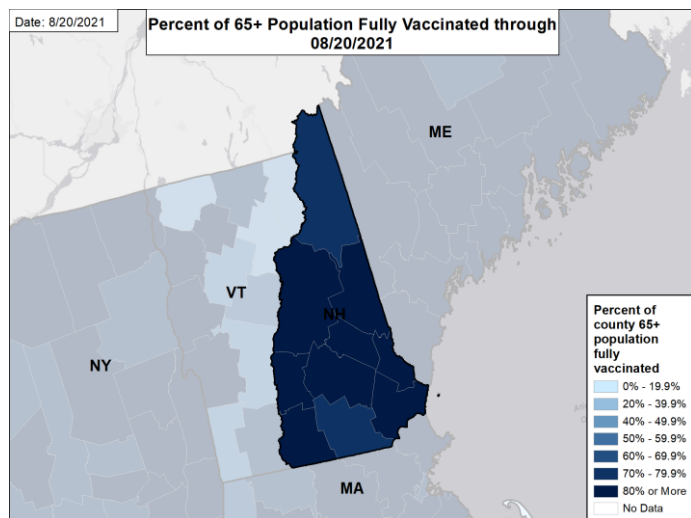 Date: 8/20/2021
Percent of 65+ Population Fully Vaccinated through
08/20/2021
ME
VT
NH
NY
MA
Percent of
county 65+
population
fully
vaccinated
0% - 19.9%
20% - 39.9%
40% - 49.9%
50% - 59.9%
60% - 69.9%
70% - 79.9%
80% or More
No Data